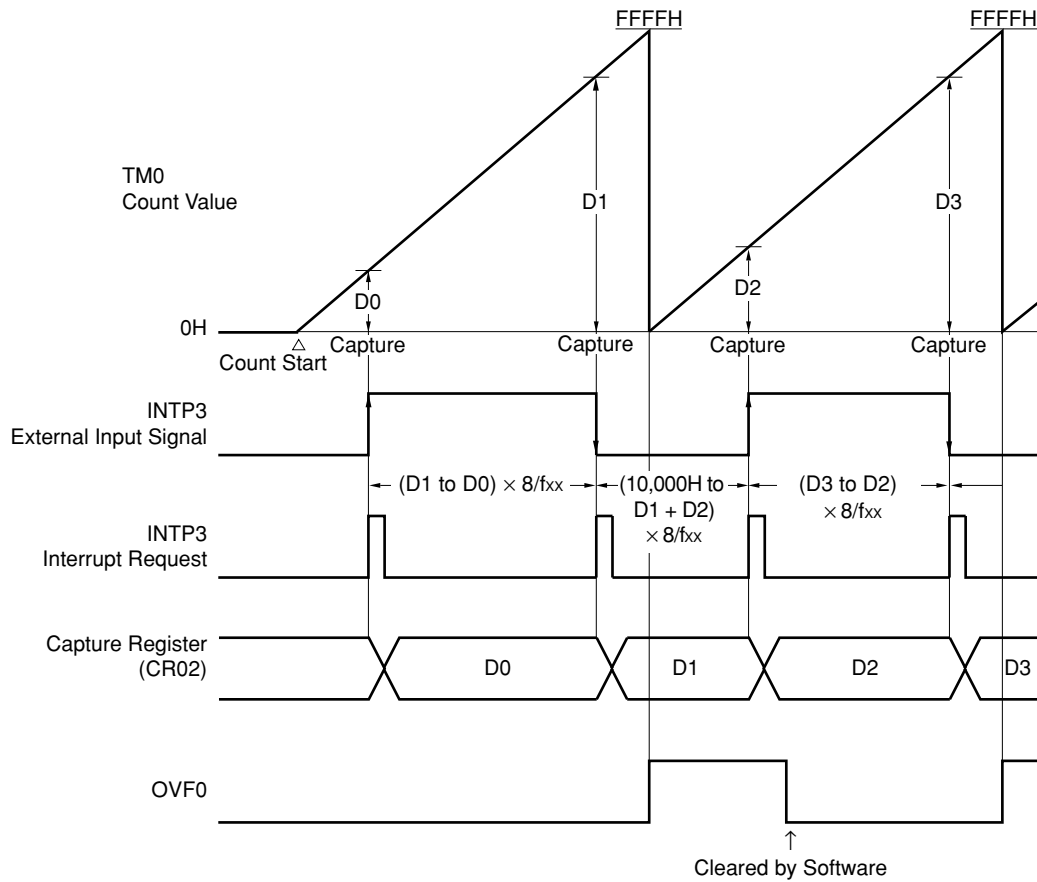 FFFFH FFFFH
TM0
Count Value
D1 D3
D0 D2
0H
Capture Capture Capture Capture
△
Count Start
INTP3
External Input Signal
(D1 to D0) × 8/fxx (10,000H to (D3 to D2)
D1 + D2) × 8/fxx
× 8/fxx
INTP3
Interrupt Request
Capture Register
(CR02)
D0 D1 D2 D3
OVF0
↑
Cleared by Software